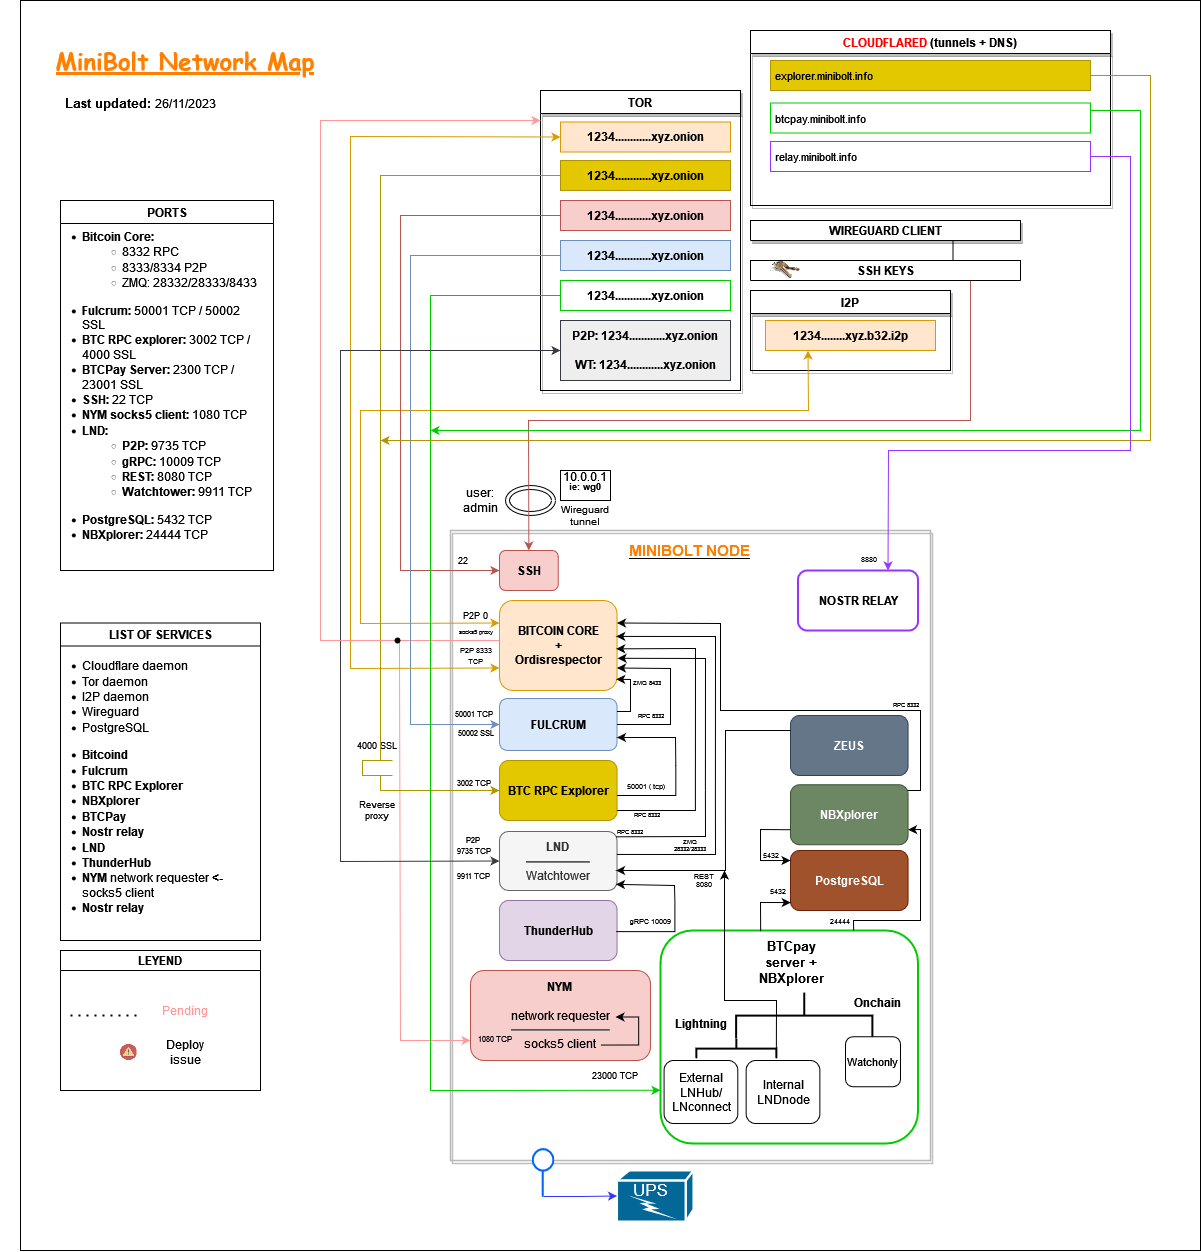 MiniBolt Network Map
Last updated: 26/11/2023
CLOUDFLARED (tunnels + DNS)
explorer.minibolt.info
btcpay.minibolt.info
relay.minibolt.info
TOR
1234............xyz.onion
1234............xyz.onion
1234............xyz.onion
1234............xyz.onion
1234............xyz.onion
P2P: 1234............xyz.onion
WT: 1234............xyz.onion
WIREGUARD CLIENT
SSH KEYS
I2P
1234........xyz.b32.i2p
PORTS
Bitcoin Core:
8332 RPC
8333/8334 P2P
ZMQ: 28332/28333/8433
Fulcrum: 50001 TCP / 50002
SSL
BTC RPC explorer: 3002 TCP /
4000 SSL
BTCPay Server: 2300 TCP /
23001 SSL
SSH: 22 TCP
NYM socks5 client: 1080 TCP
LND:
P2P: 9735 TCP
gRPC: 10009 TCP
REST: 8080 TCP
Watchtower: 9911 TCP
PostgreSQL: 5432 TCP
NBXplorer: 24444 TCP
LIST OF SERVICES
Cloudflare daemon
Tor daemon
I2P daemon
Wireguard
PostgreSQL
Bitcoind
Fulcrum
BTC RPC Explorer
NBXplorer
BTCPay
Nostr relay
LND
ThunderHub
NYM network requester <-
socks5 client
Nostr relay
LEYEND
Pending
Deploy
issue
user:
admin
10.0.0.1
ie: wg0
Wireguard
tunnel
MINIBOLT NODE
22
SSH
8880
NOSTR RELAY
P2P 0
socks5 proxy
P2P 8333
TCP
BITCOIN CORE
+
Ordisrespector
ZMQ 8433
RPC 8332
RPC 8332
50001 TCP
50002 SSL
FULCRUM
4000 SSL
Reverse
proxy
3002 TCP
BTC RPC Explorer
50001 ( tcp)
RPC 8332
RPC 8332
ZMQ
28332/28333
P2P
9735 TCP
9911 TCP
LND
Watchtower
REST
8080
ThunderHub
gRPC 10009
ZEUS
NBXplorer
5432
PostgreSQL
5432
24444
NYM
network requester
1080 TCP
socks5 client
23000 TCP
BTCpay
server +
NBXplorer
Onchain
Lightning
Watchonly
External
LNHub/
LNconnect
Internal
LNDnode
UPS